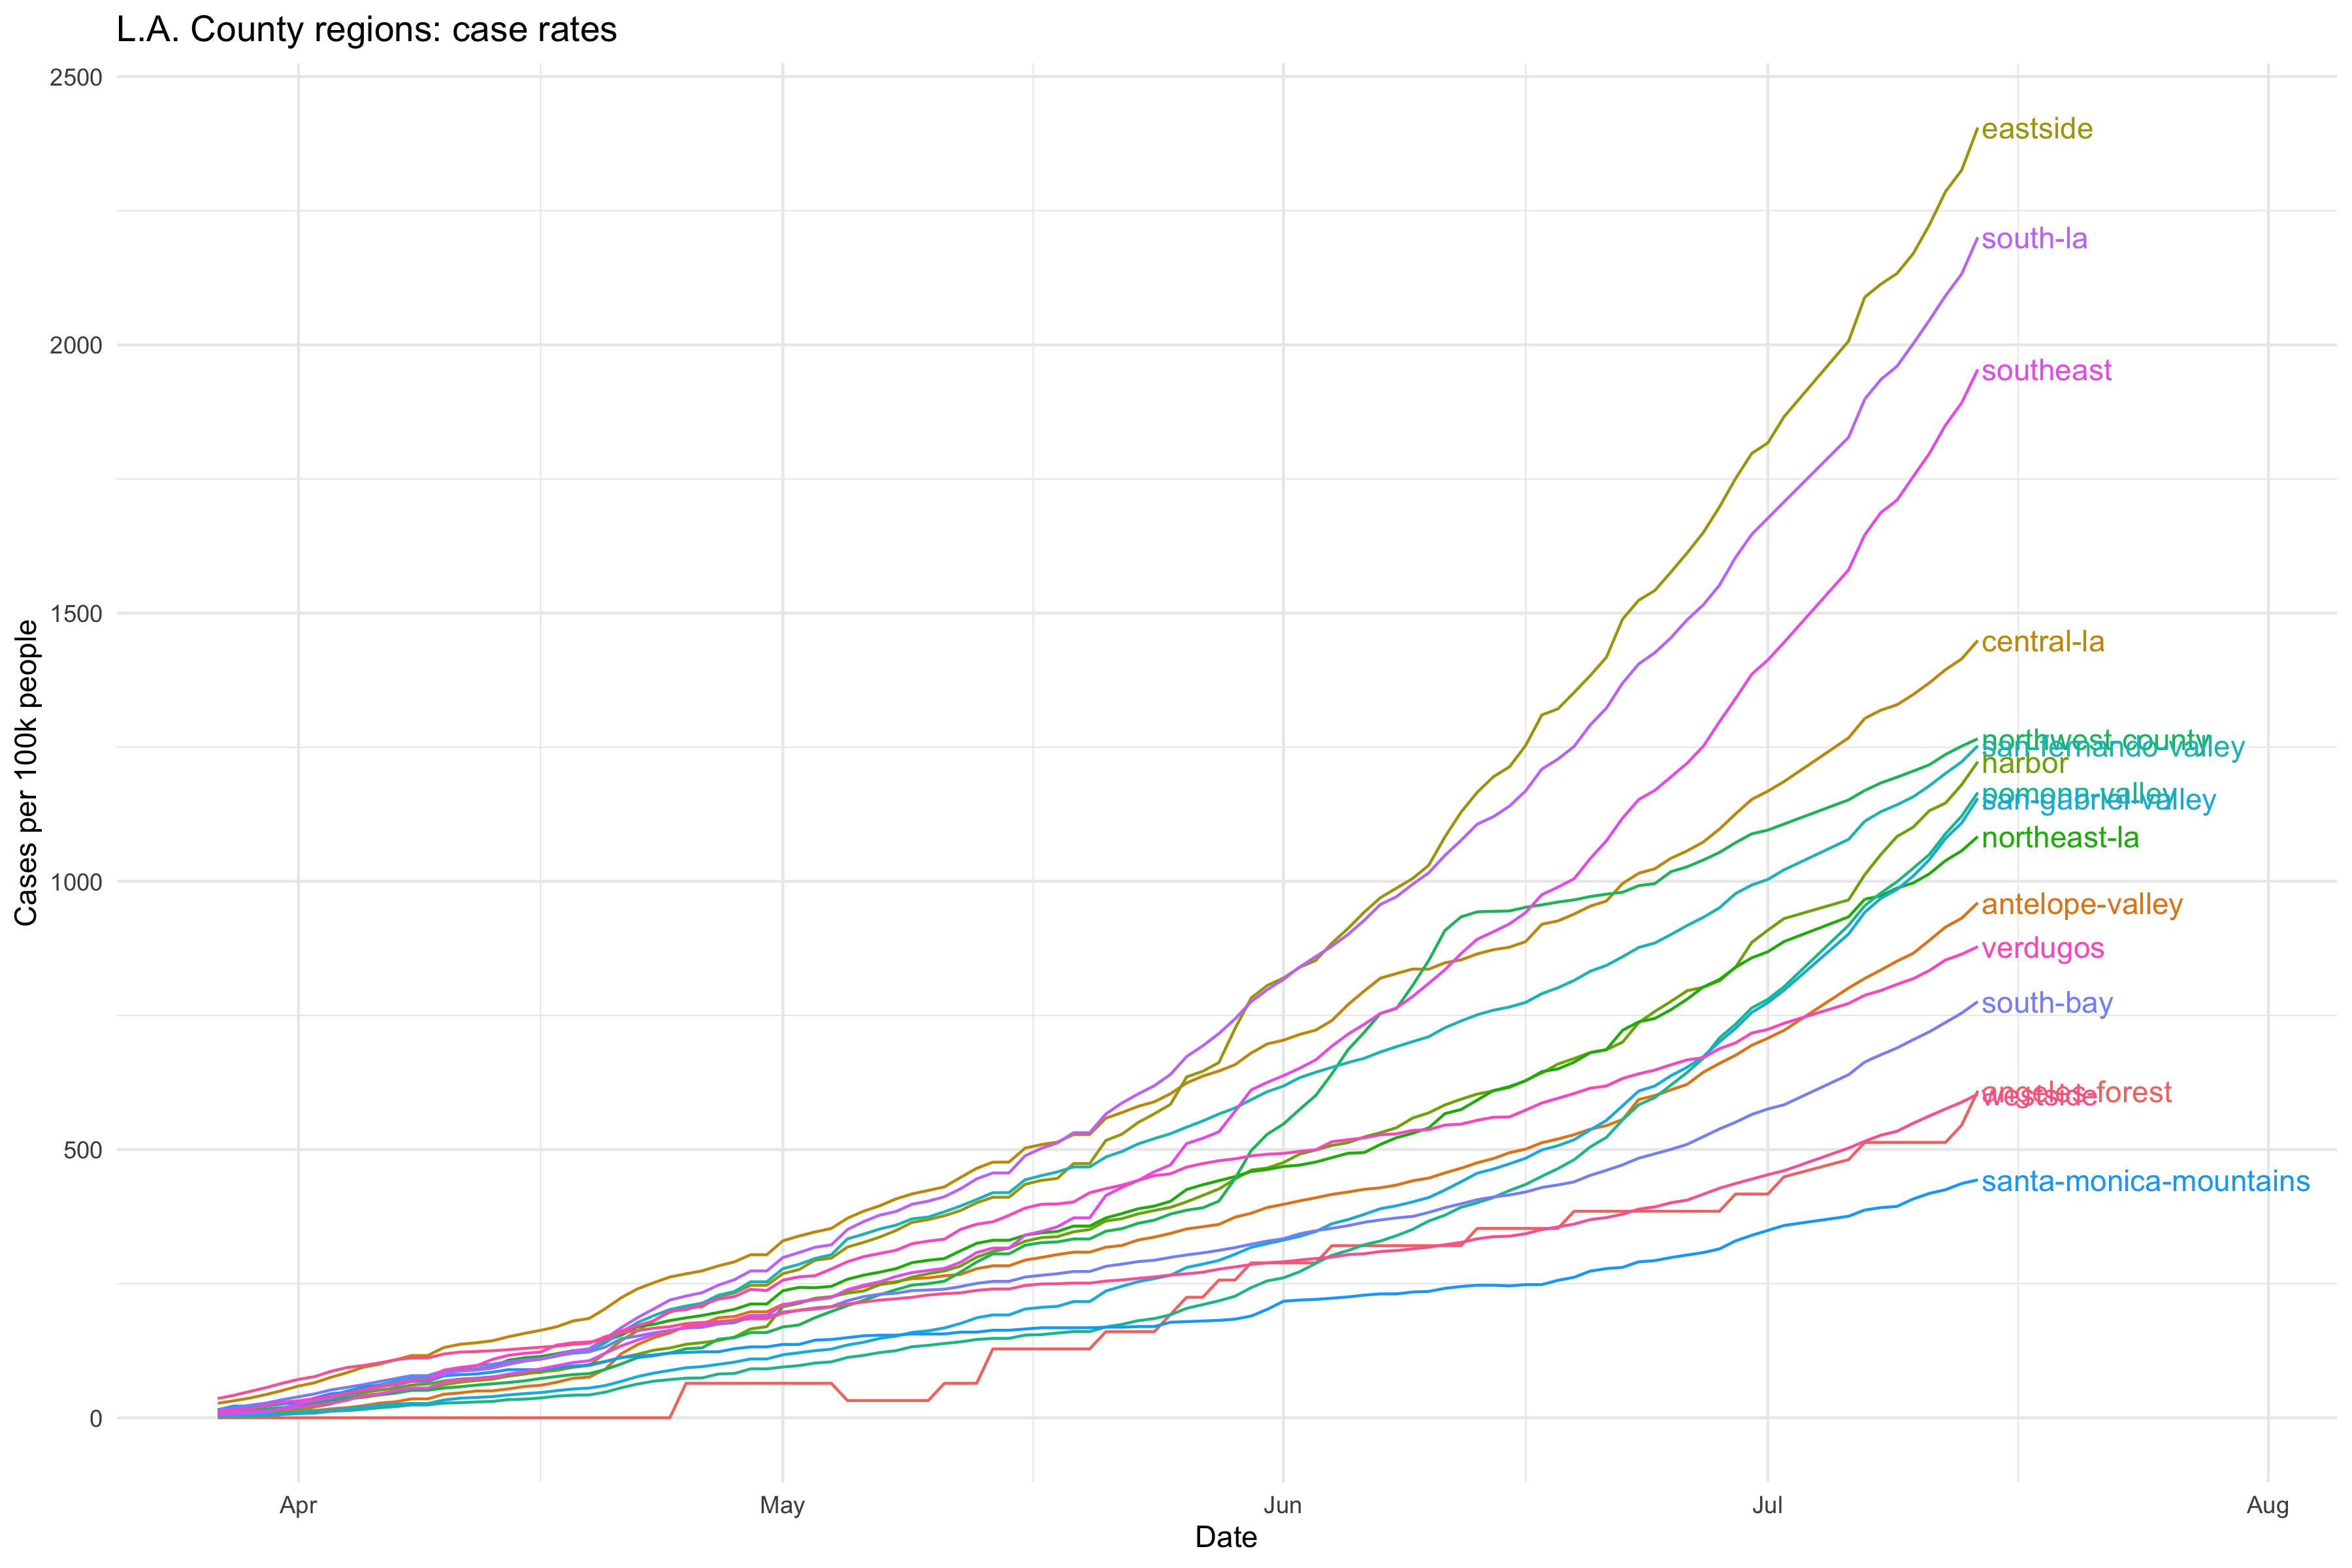 L.A. County regions: case rates
2500
2000
1500
1000
500
0
Cases per 100k people
eastside
south-la
southeast
central-la
northwest-county
san-fernando-valley
harbor
pomona-valley
san-gabriel-valley
northeast-la
antelope-valley
verdugos
south-bay
angeles-forest
westside
santa-monica-mountains
Apr
May
Jun
Jul
Aug
Date